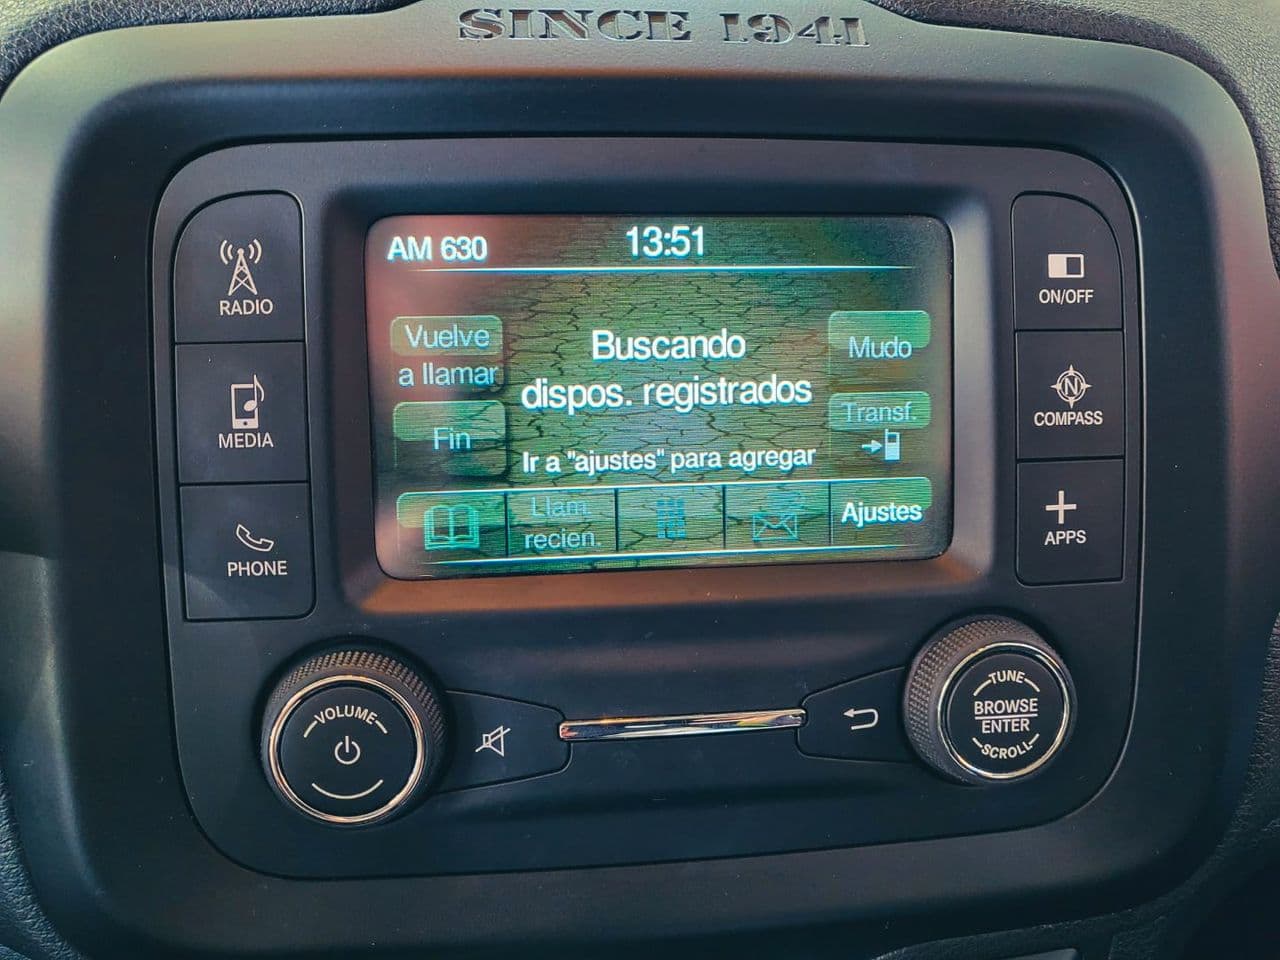 SINCE 1941
RADIO
MEDIA
PHONE
AM 630
13:51
Vuelve
a llamar
Fin
Buscando
dispos. registrados
Ir a "ajustes" para agregar
Mudo
Transf.
Llam.
recien.
Ajustes
ON/OFF
N
COMPASS
APPS
VOLUME
TUNE
BROWSE
ENTER
SCROLL